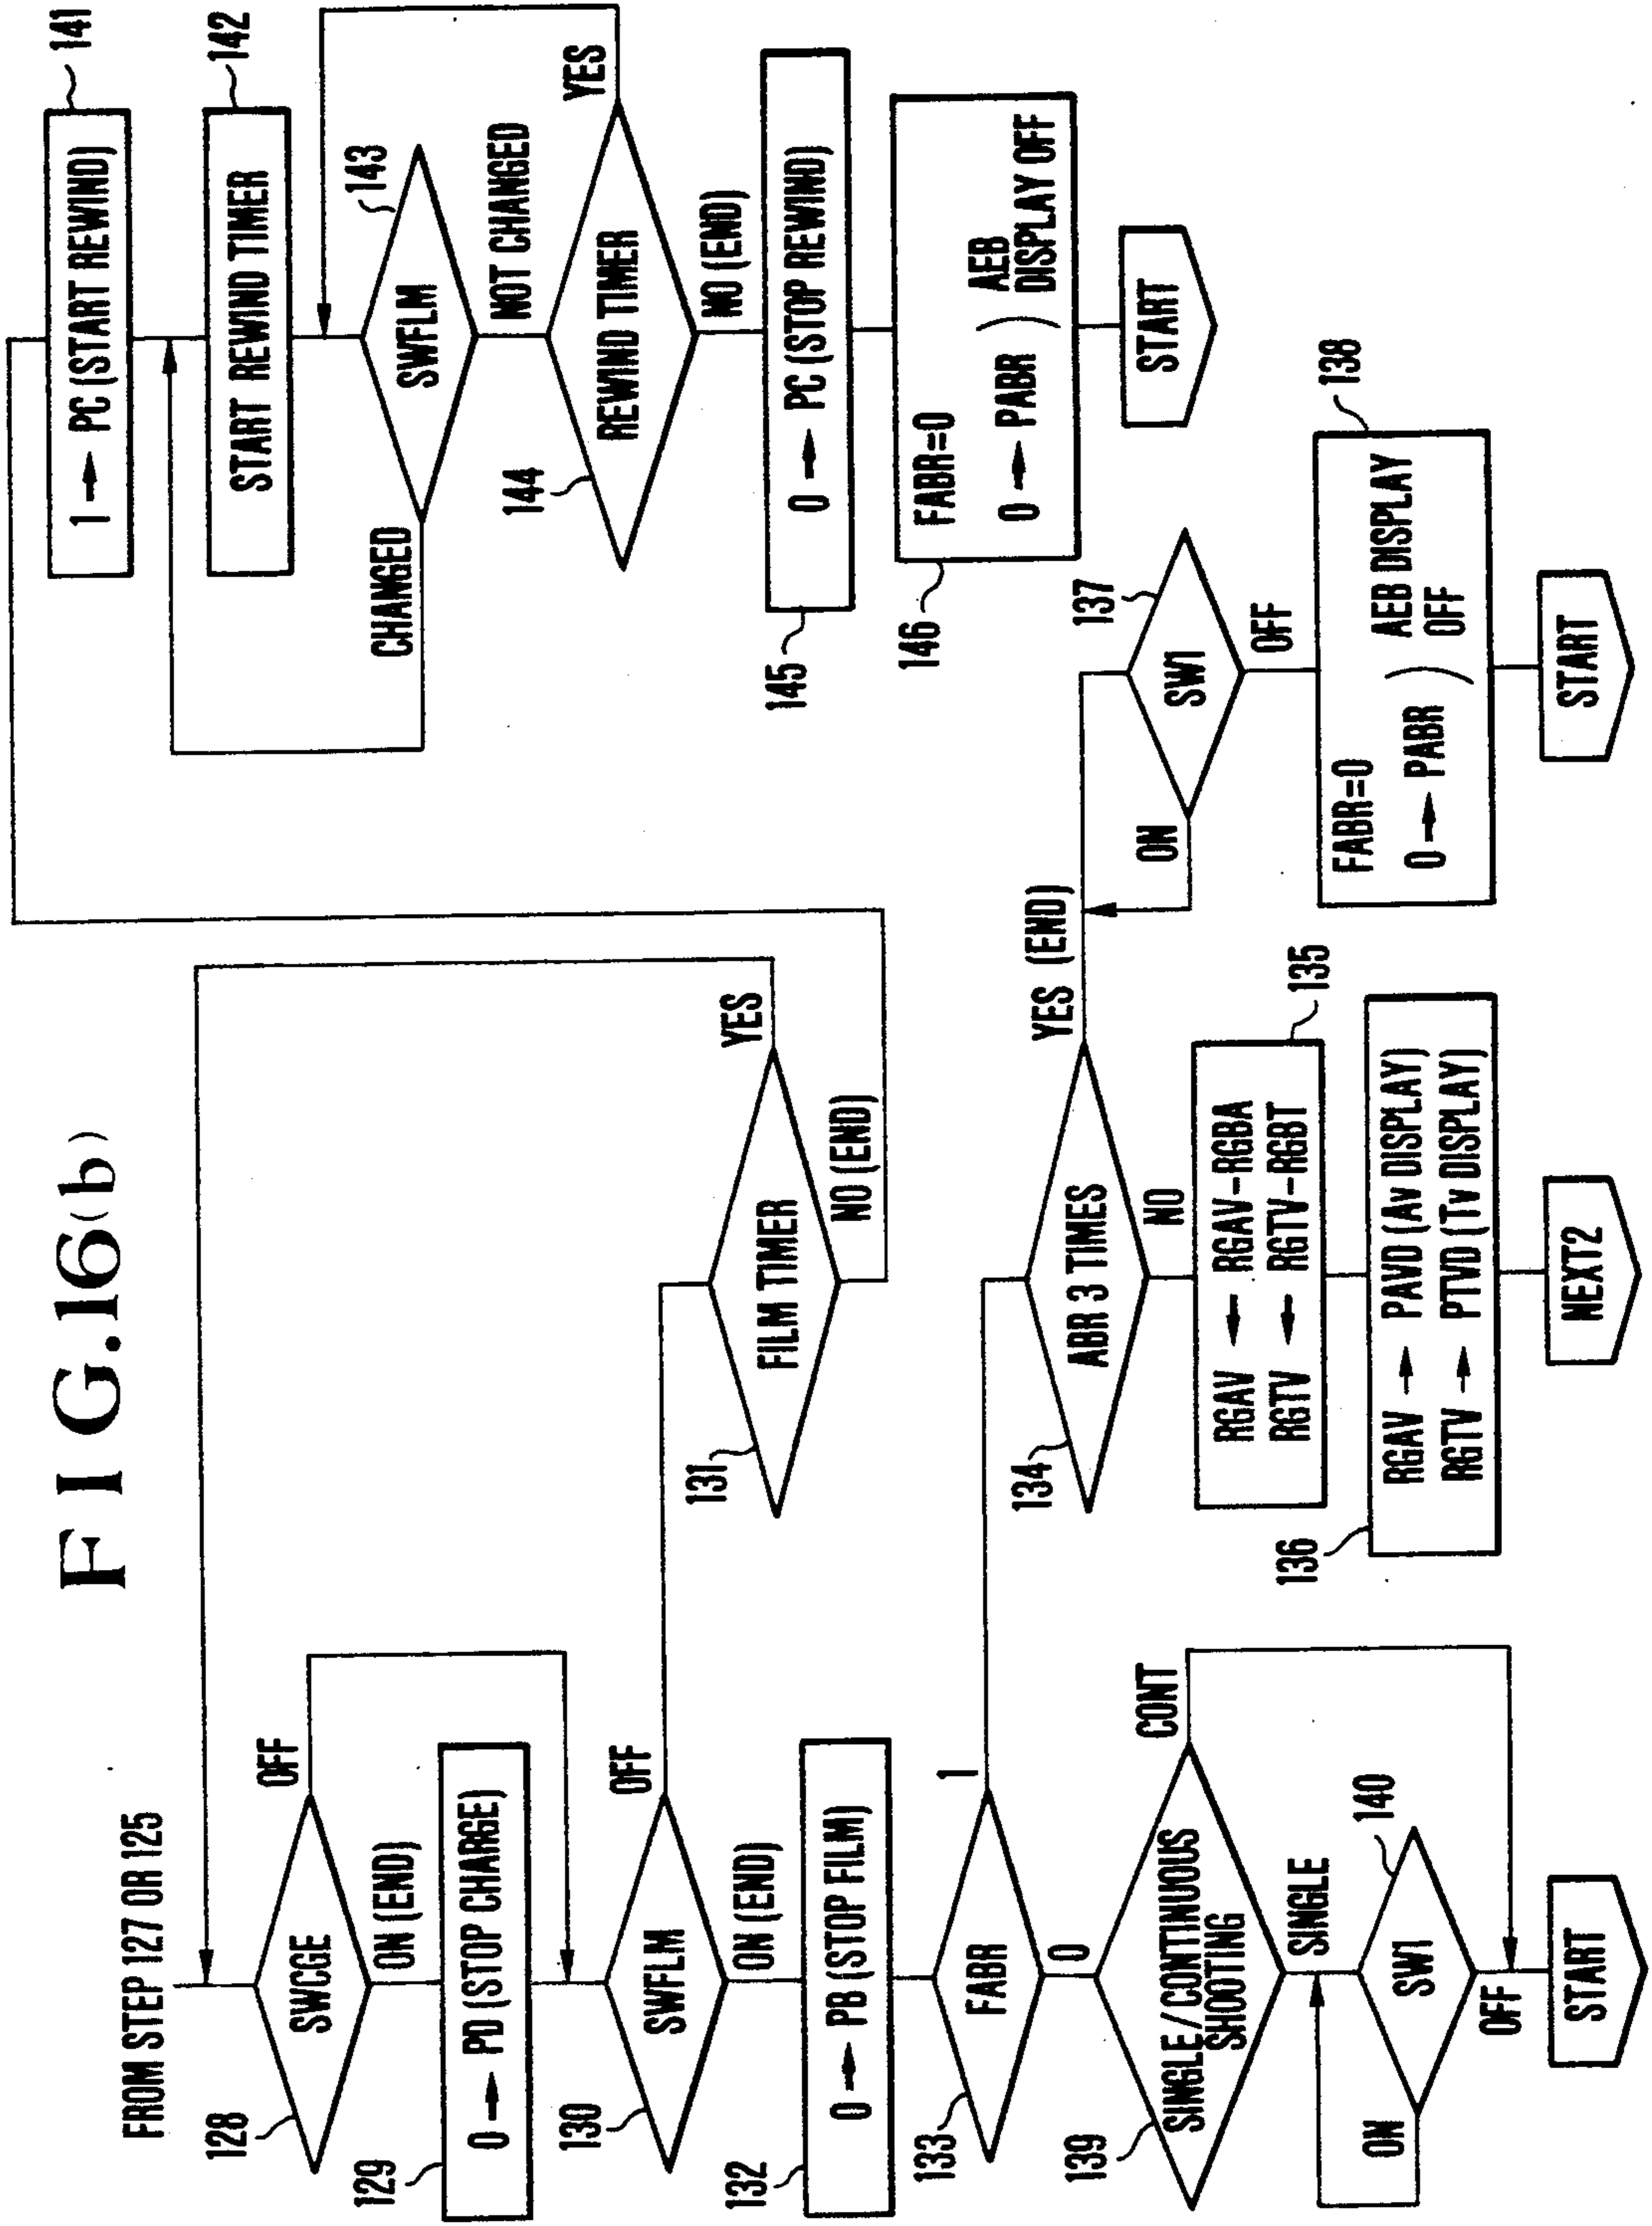 FIG.16(b)
FROM STEP 127 OR 125
128
SWCGE
OFF
ON (END)
129
0 → PD (STOP CHARGE)
130
SWFLM
OFF
ON (END)
131
FILM TIMER
YES
NO (END)
132
0 → PB (STOP FILM)
133
FABR
1
0
139
SINGLE/CONTINUOUS
SHOOTING
CONT
SINGLE
140
SW1
ON
OFF
START
134
ABR 3 TIMES
YES (END)
NO
135
RGAV ← RGAV-RGBA
RGTV ← RGTV-RGBT
136
RGAV → PAVD (Av DISPLAY)
RGTV → PTVD (Tv DISPLAY)
NEXT2
137
SW1
ON
OFF
138
FABR=0
0 → PABR ) AEB DISPLAY
OFF
START
141
1 → PC (START REWIND)
142
START REWIND TIMER
143
SWFLM
CHANGED
NOT CHANGED
144
REWIND TIMER
YES
NO (END)
145
0 → PC (STOP REWIND)
146
FABR=0
0 → PABR ) AEB
DISPLAY OFF
START